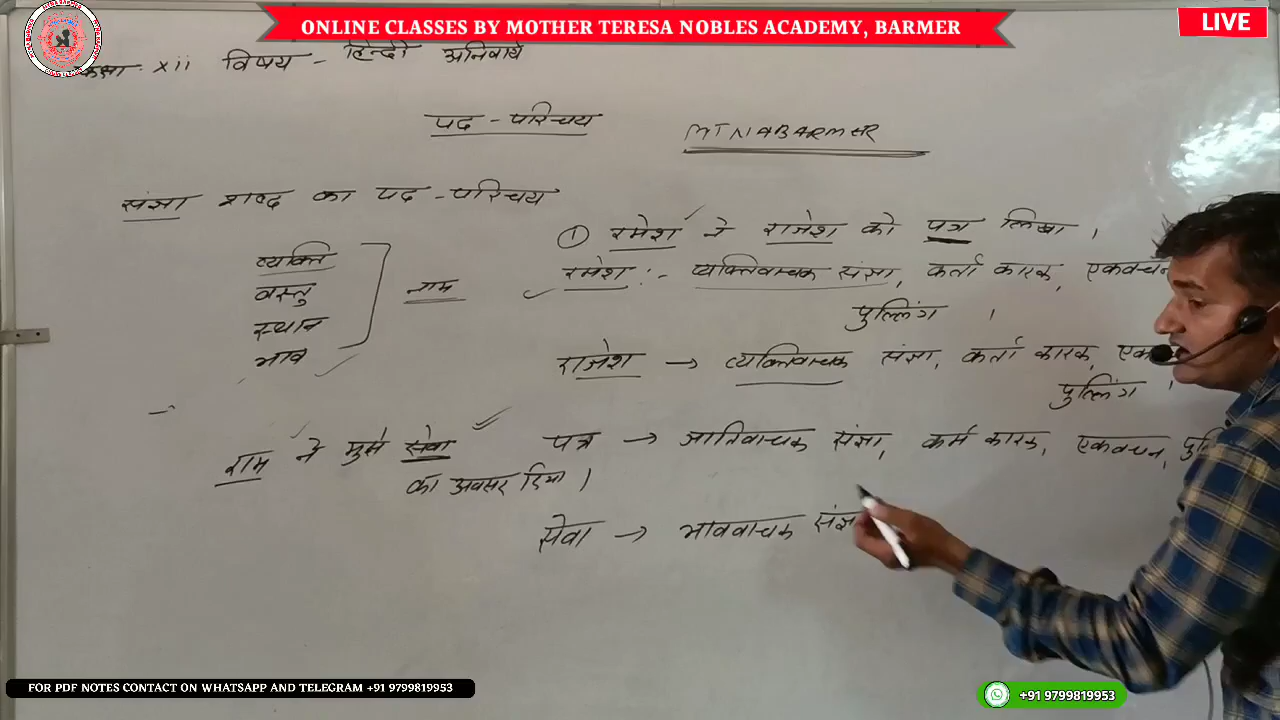 ONLINE CLASSES BY MOTHER TERESA NOBLES ACADEMY, BARMER
LIVE
कक्षा - xii विषय - हिन्दी अनिवार्य
पद - परिचय
MTNABARMER
संज्ञा शब्द का पद - परिचय
① रमेश ने राजेश को पत्र लिखा ।
व्यक्ति
वस्तु
स्थान
भाव
नाम
रमेश :- व्यक्तिवाचक संज्ञा, कर्ता कारक, एकवचन
पुल्लिंग ।
राजेश → व्यक्तिवाचक संज्ञा, कर्ता कारक, एक
पुल्लिंग ।
राम ने मुझे सेवा
का अवसर दिया ।
पत्र → जातिवाचक संज्ञा, कर्म कारक, एकवचन, पु
सेवा → भाववाचक संज्ञा
FOR PDF NOTES CONTACT ON WHATSAPP AND TELEGRAM +91 9799819953
+91 9799819953